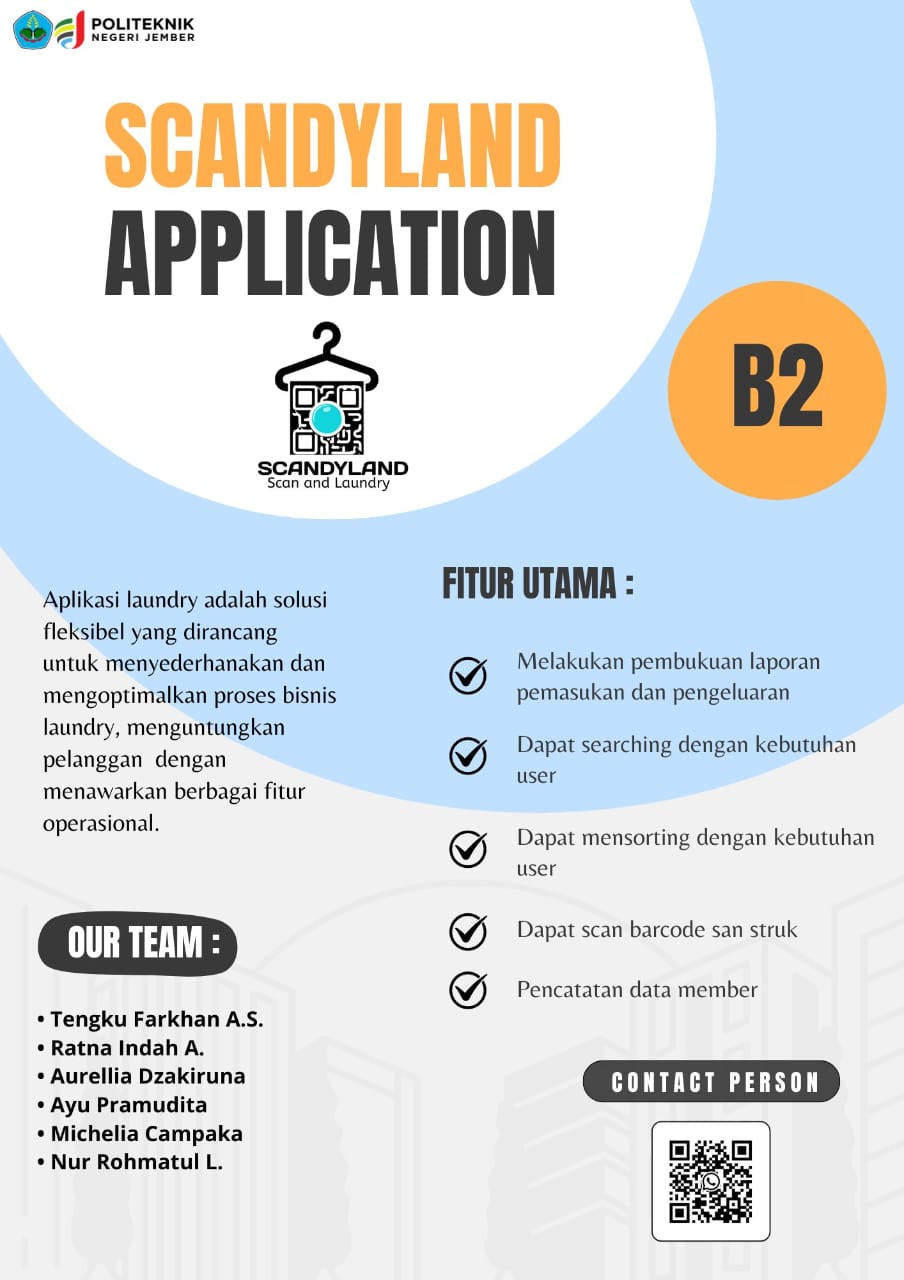 POLITEKNIK
NEGERI JEMBER
SCANDYLAND
APPLICATION
B2
SCANDYLAND
Scan and Laundry
Aplikasi laundry adalah solusi
fleksibel yang dirancang
untuk menyederhanakan dan
mengoptimalkan proses bisnis
laundry, menguntungkan
pelanggan dengan
menawarkan berbagai fitur
operasional.
FITUR UTAMA :
Melakukan pembukuan laporan
pemasukan dan pengeluaran
Dapat searching dengan kebutuhan
user
Dapat mensorting dengan kebutuhan
user
Dapat scan barcode san struk
Pencatatan data member
OUR TEAM :
• Tengku Farkhan A.S.
• Ratna Indah A.
• Aurellia Dzakiruna
• Ayu Pramudita
• Michelia Campaka
• Nur Rohmatul L.
CONTACT PERSON